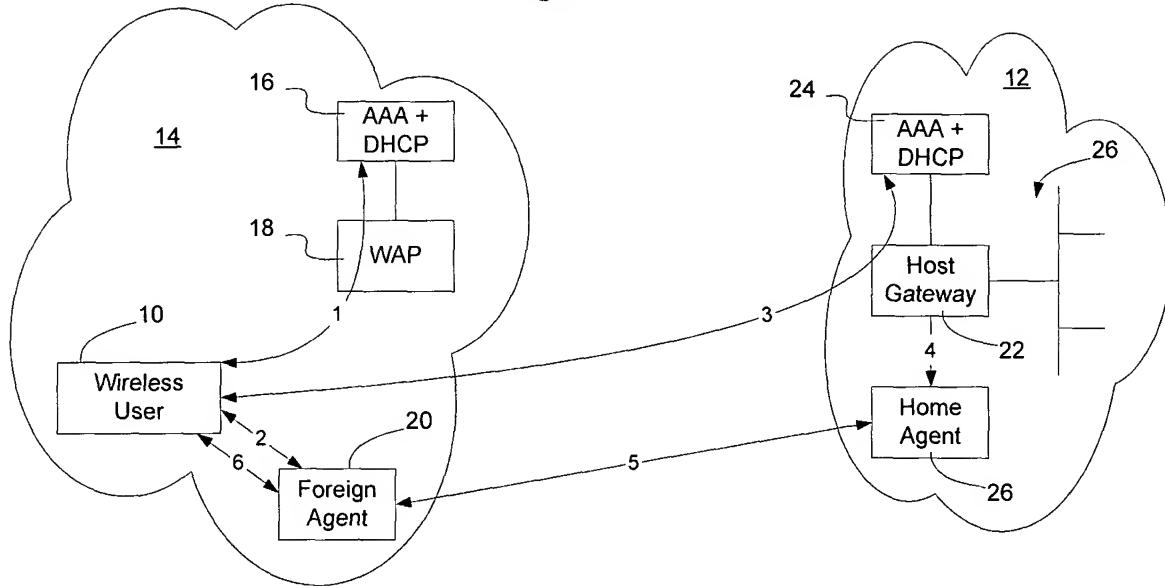 16
AAA +
DHCP
14
18
WAP
1
10
Wireless
User
2
6
20
Foreign
Agent
3
5
12
24
AAA +
DHCP
26
Host
Gateway
22
4
Home
Agent
26